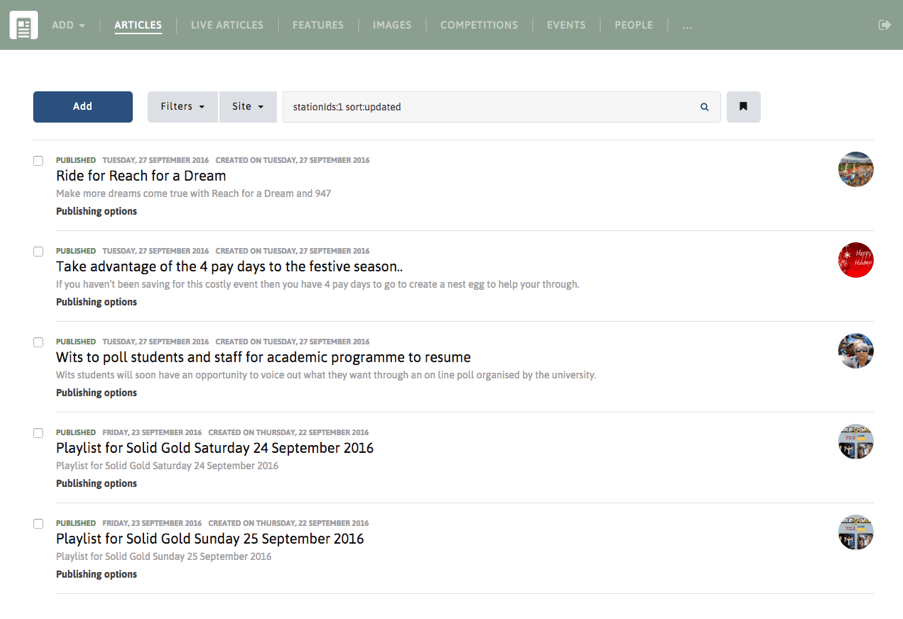 ADD ARTICLES LIVE ARTICLES FEATURES IMAGES COMPETITIONS EVENTS PEOPLE ...
Add Filters Site stationIds:1 sort:updated
PUBLISHED TUESDAY, 27 SEPTEMBER 2016 CREATED ON TUESDAY, 27 SEPTEMBER 2016
Ride for Reach for a Dream
Make more dreams come true with Reach for a Dream and 947
Publishing options
PUBLISHED TUESDAY, 27 SEPTEMBER 2016 CREATED ON TUESDAY, 27 SEPTEMBER 2016
Take advantage of the 4 pay days to the festive season..
If you haven't been saving for this costly event then you have 4 pay days to go to create a nest egg to help your through.
Happy
Publishing options
PUBLISHED TUESDAY, 27 SEPTEMBER 2016 CREATED ON TUESDAY, 27 SEPTEMBER 2016
Wits to poll students and staff for academic programme to resume
Wits students will soon have an opportunity to voice out what they want through an on line poll organised by the university.
Publishing options
PUBLISHED FRIDAY, 23 SEPTEMBER 2016 CREATED ON THURSDAY, 22 SEPTEMBER 2016
Playlist for Solid Gold Saturday 24 September 2016
Playlist for Solid Gold Saturday 24 September 2016
Publishing options
PUBLISHED FRIDAY, 23 SEPTEMBER 2016 CREATED ON THURSDAY, 22 SEPTEMBER 2016
Playlist for Solid Gold Sunday 25 September 2016
Playlist for Solid Gold Sunday 25 September 2016
Publishing options